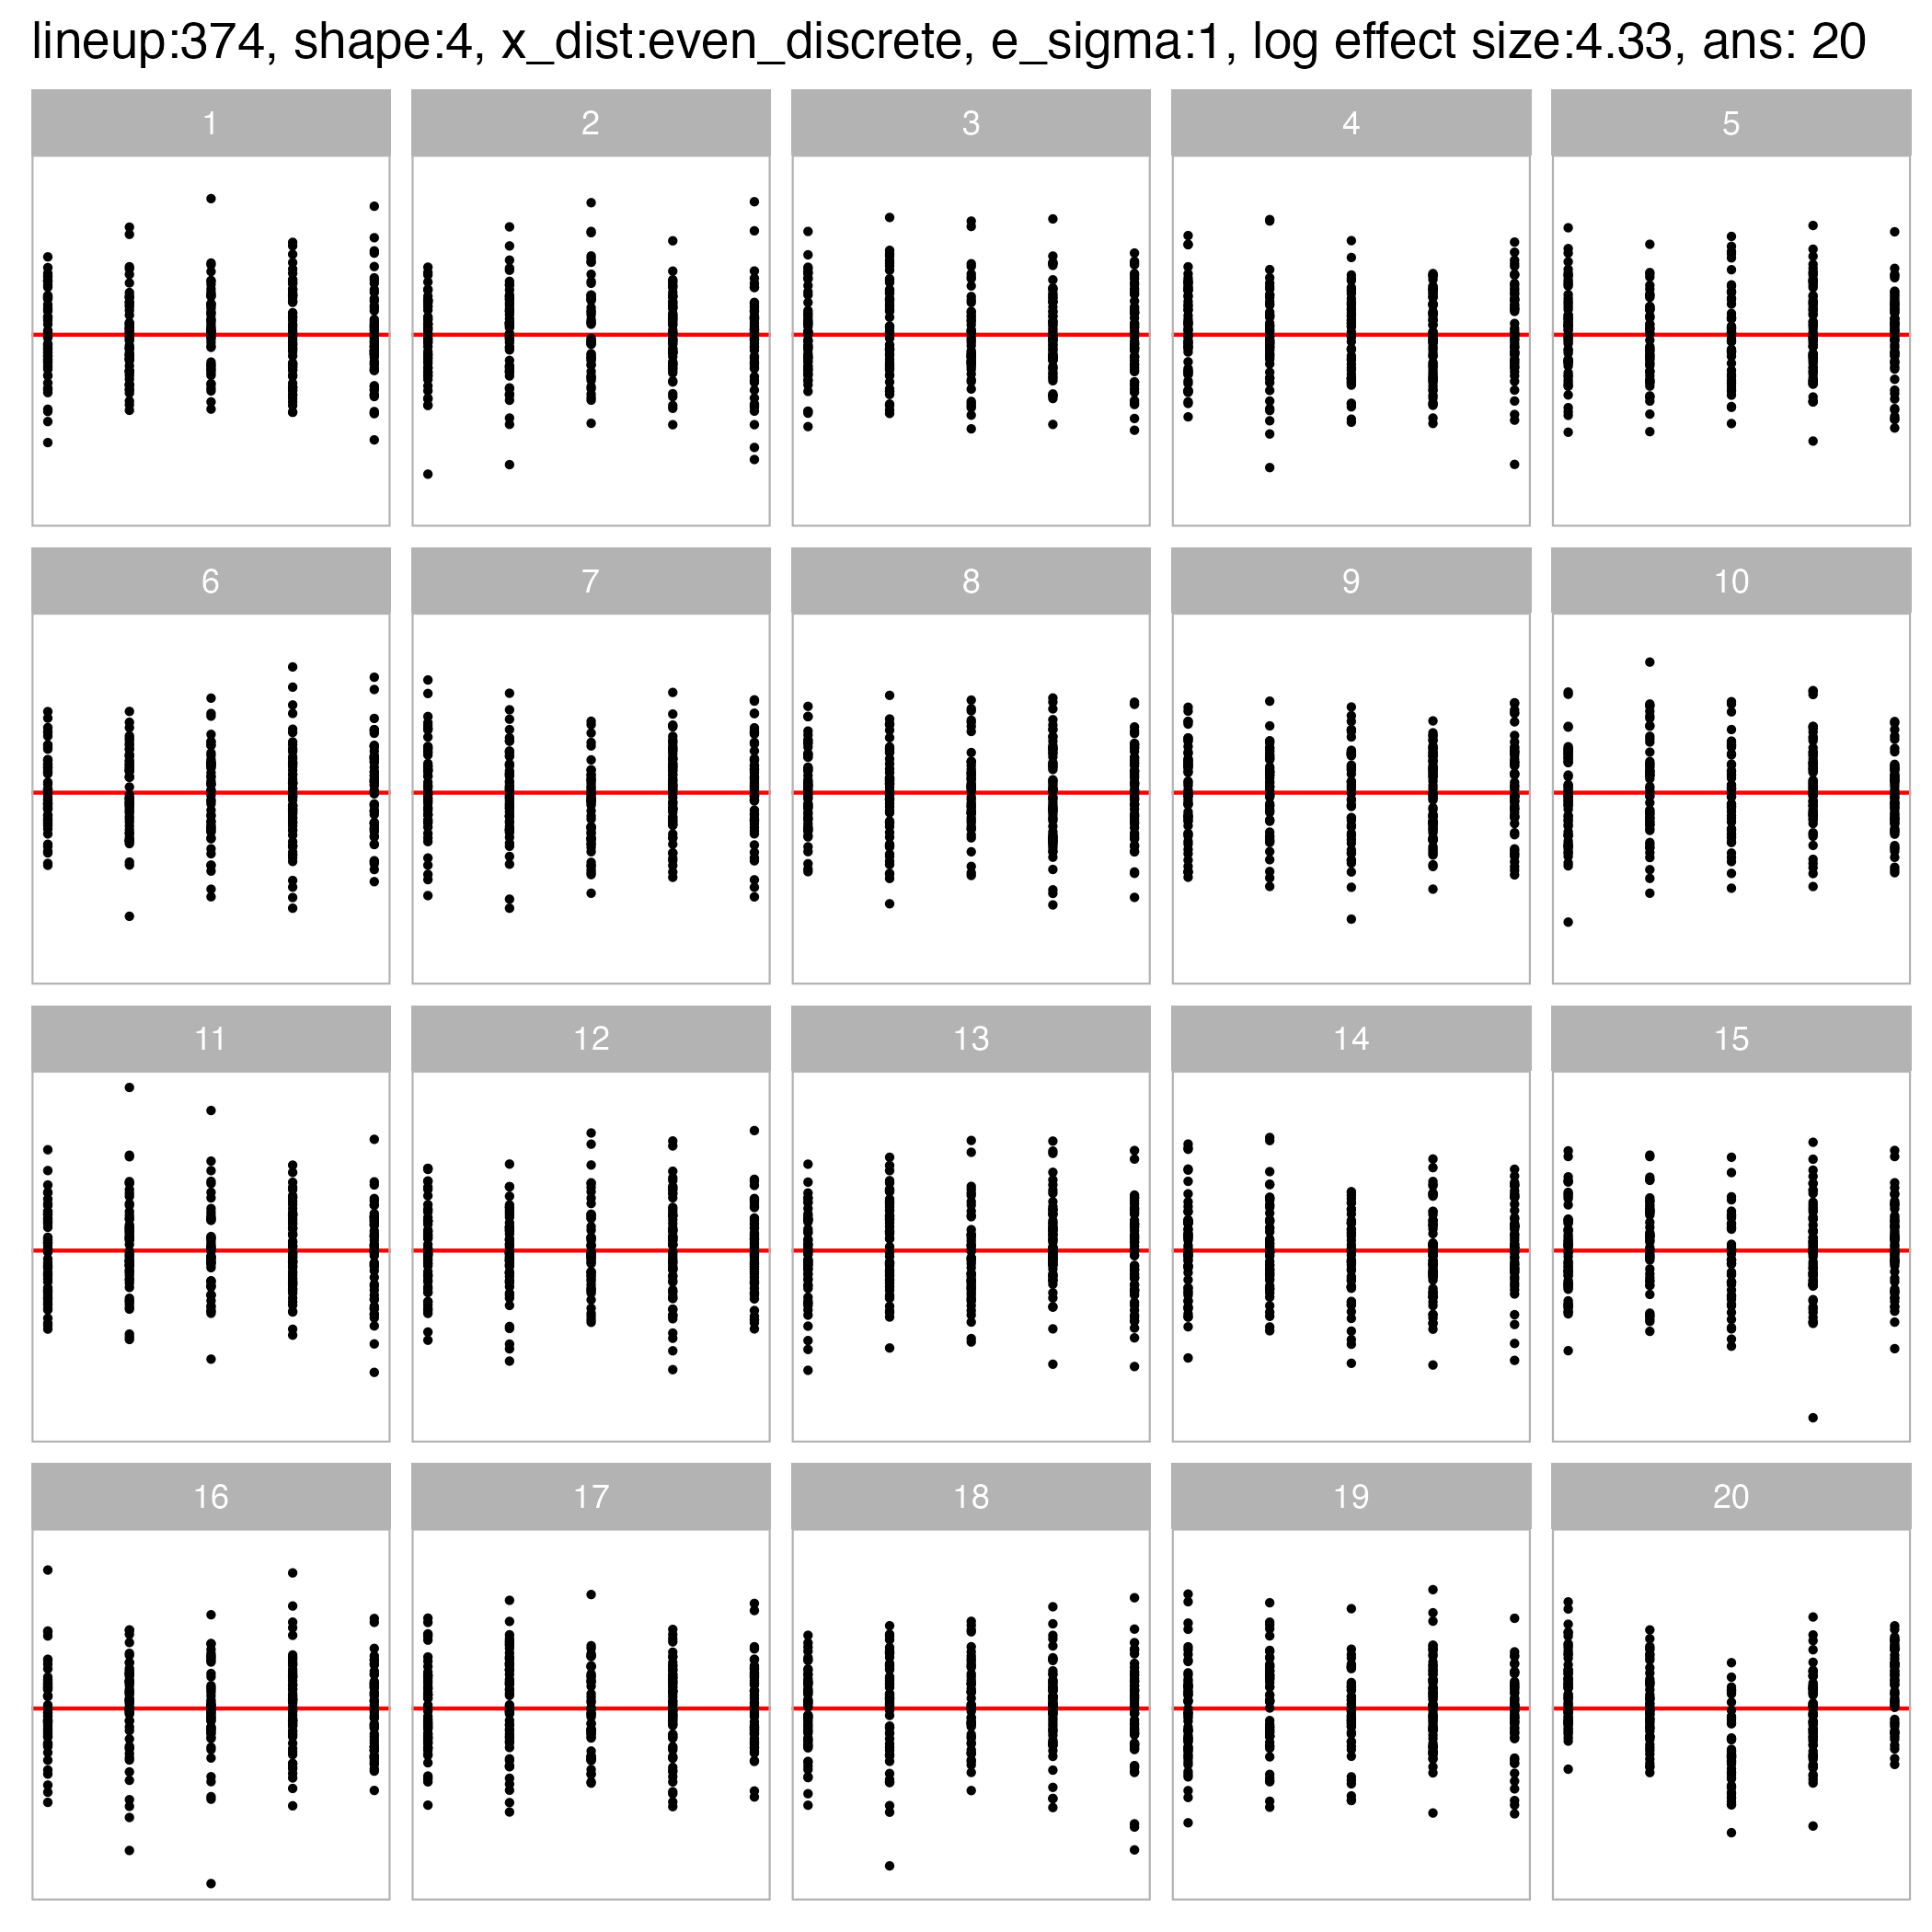 lineup:374, shape:4, x_dist:even_discrete, e_sigma:1, log effect size:4.33, ans: 20
1 2 3 4 5
6 7 8 9 10
11 12 13 14 15
16 17 18 19 20